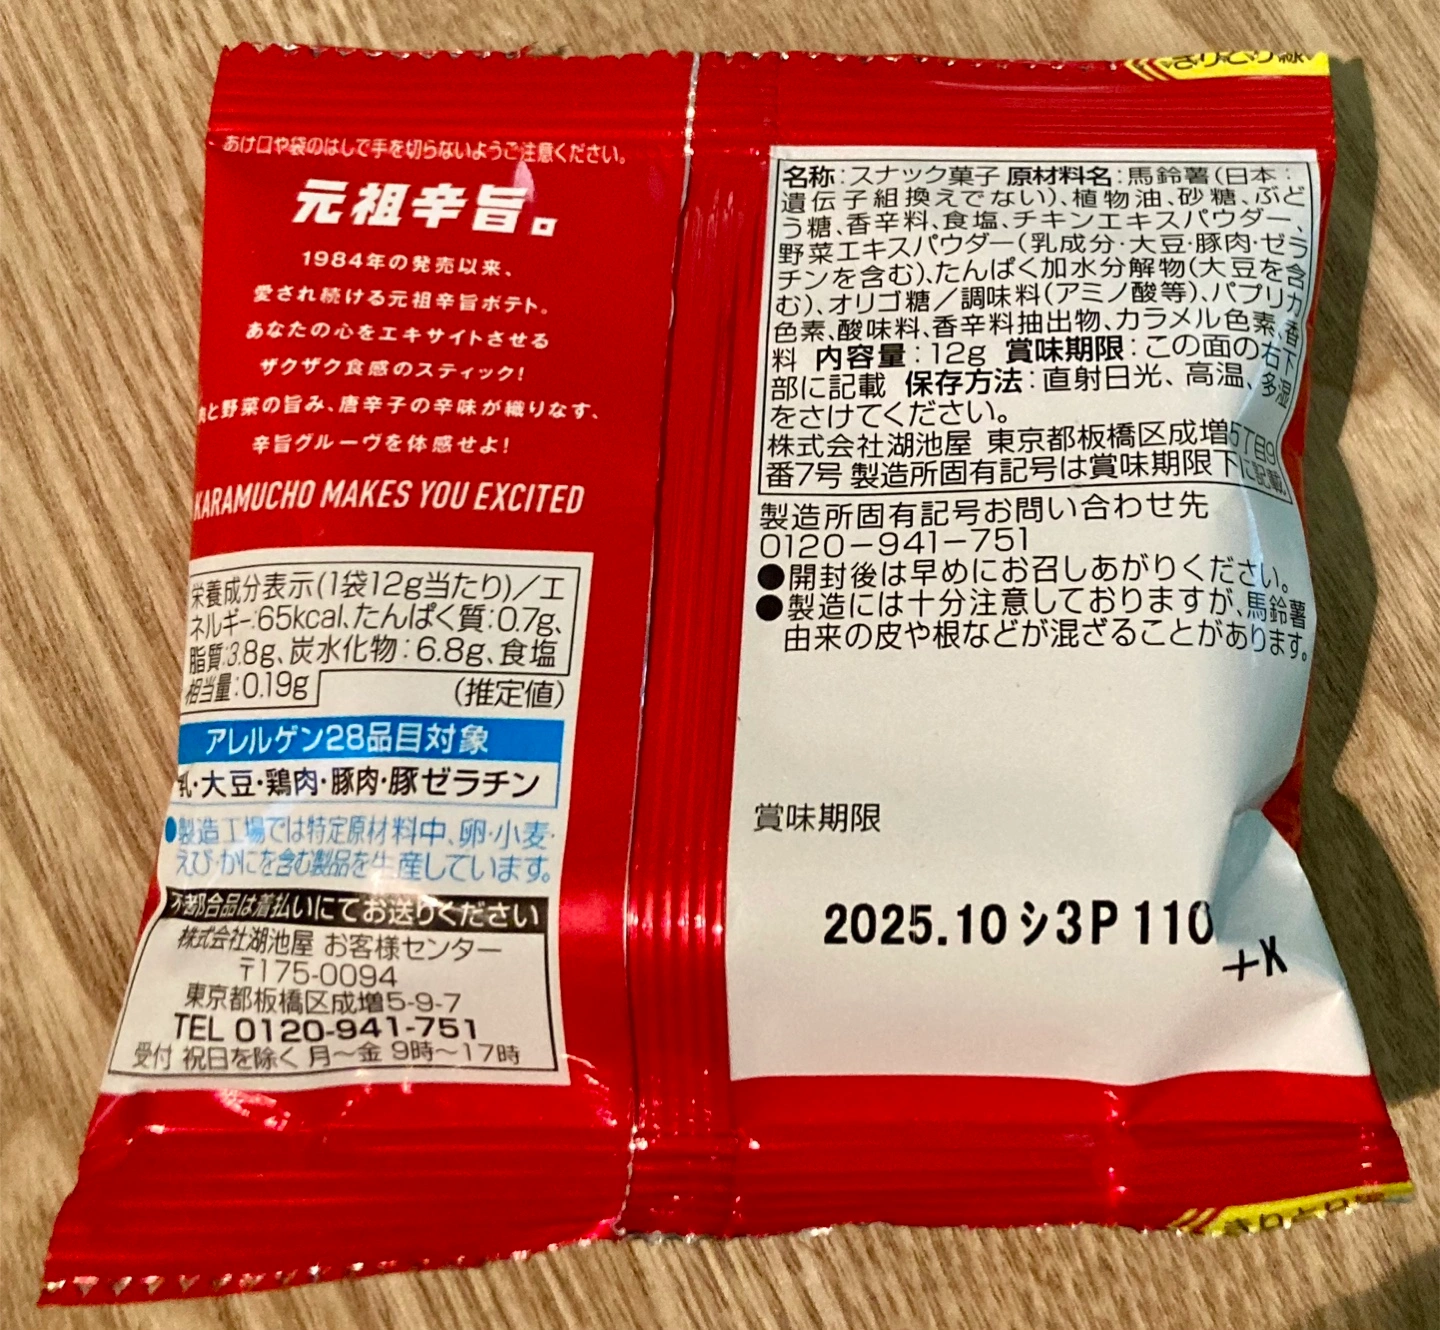 きりとり線
あけ口や袋のはしで手を切らないようご注意ください。
元祖辛旨。
1984年の発売以来、
愛され続ける元祖辛旨ポテト。
あなたの心をエキサイトさせる
ザクザク食感のスティック!
肉と野菜の旨み、唐辛子の辛味が織りなす、
辛旨グルーヴを体感せよ!
KARAMUCHO MAKES YOU EXCITED
栄養成分表示(1袋12g当たり)/エ
ネルギー:65kcal、たんぱく質:0.7g、
脂質:3.8g、炭水化物:6.8g、食塩
相当量:0.19g (推定値)
アレルゲン28品目対象
乳・大豆・鶏肉・豚肉・豚ゼラチン
●製造工場では特定原材料中、卵・小麦・
えび・かにを含む製品を生産しています。
不都合品は着払いにてお送りください
株式会社湖池屋 お客様センター
〒175-0094
東京都板橋区成増5-9-7
TEL 0120-941-751
受付 祝日を除く 月〜金 9時〜17時
名称:スナック菓子 原材料名:馬鈴薯(日本:
遺伝子組換えでない)、植物油、砂糖、ぶど
う糖、香辛料、食塩、チキンエキスパウダー、
野菜エキスパウダー(乳成分・大豆・豚肉・ゼラ
チンを含む)、たんぱく加水分解物(大豆を含
む)、オリゴ糖/調味料(アミノ酸等)、パプリカ
色素、酸味料、香辛料抽出物、カラメル色素、香
料 内容量:12g 賞味期限:この面の右下
部に記載 保存方法:直射日光、高温、多湿
をさけてください。
株式会社湖池屋 東京都板橋区成増5丁目9
番7号 製造所固有記号は賞味期限下に記載
製造所固有記号お問い合わせ先
0120-941-751
●開封後は早めにお召しあがりください。
●製造には十分注意しておりますが、馬鈴薯
由来の皮や根などが混ざることがあります。
賞味期限
2025.10シ3P 110
+K
きりとり線